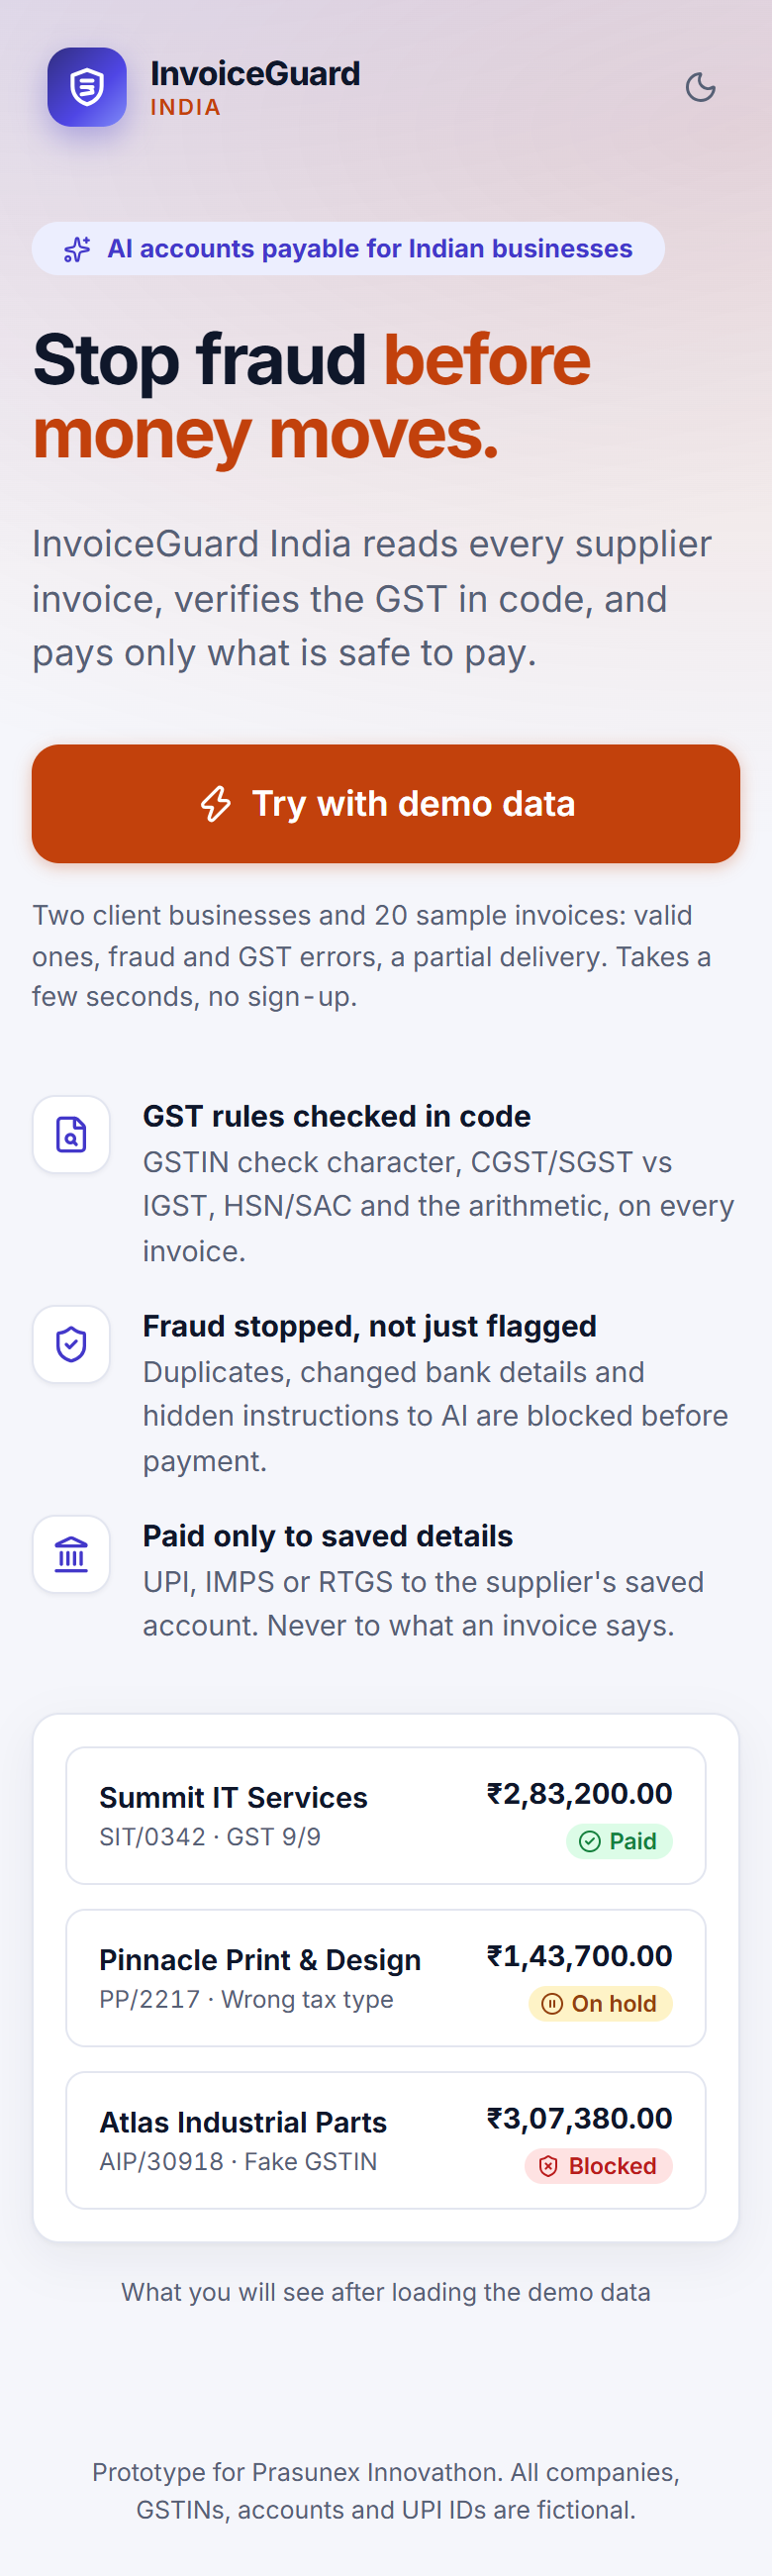 InvoiceGuard
INDIA
AI accounts payable for Indian businesses
Stop fraud before
money moves.
InvoiceGuard India reads every supplier
invoice, verifies the GST in code, and
pays only what is safe to pay.
Try with demo data
Two client businesses and 20 sample invoices: valid
ones, fraud and GST errors, a partial delivery. Takes a
few seconds, no sign-up.
GST rules checked in code
GSTIN check character, CGST/SGST vs
IGST, HSN/SAC and the arithmetic, on every
invoice.
Fraud stopped, not just flagged
Duplicates, changed bank details and
hidden instructions to AI are blocked before
payment.
Paid only to saved details
UPI, IMPS or RTGS to the supplier's saved
account. Never to what an invoice says.
Summit IT Services ₹2,83,200.00
SIT/0342 · GST 9/9 Paid
Pinnacle Print & Design ₹1,43,700.00
PP/2217 · Wrong tax type On hold
Atlas Industrial Parts ₹3,07,380.00
AIP/30918 · Fake GSTIN Blocked
What you will see after loading the demo data
Prototype for Prasunex Innovathon. All companies,
GSTINs, accounts and UPI IDs are fictional.